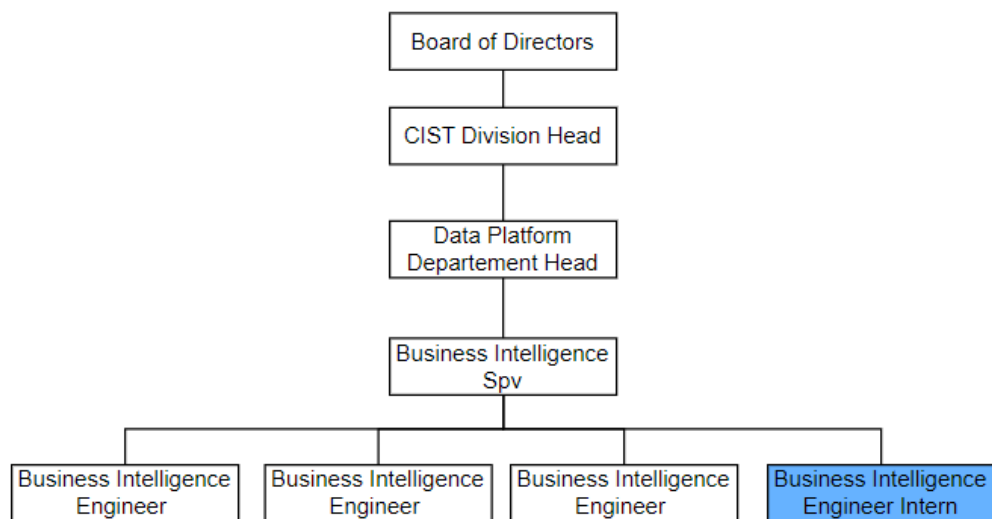 Board of Directors
CIST Division Head
Data Platform
Departement Head
Business Intelligence
Spv
Business Intelligence
Engineer
Business Intelligence
Engineer
Business Intelligence
Engineer
Business Intelligence
Engineer Intern